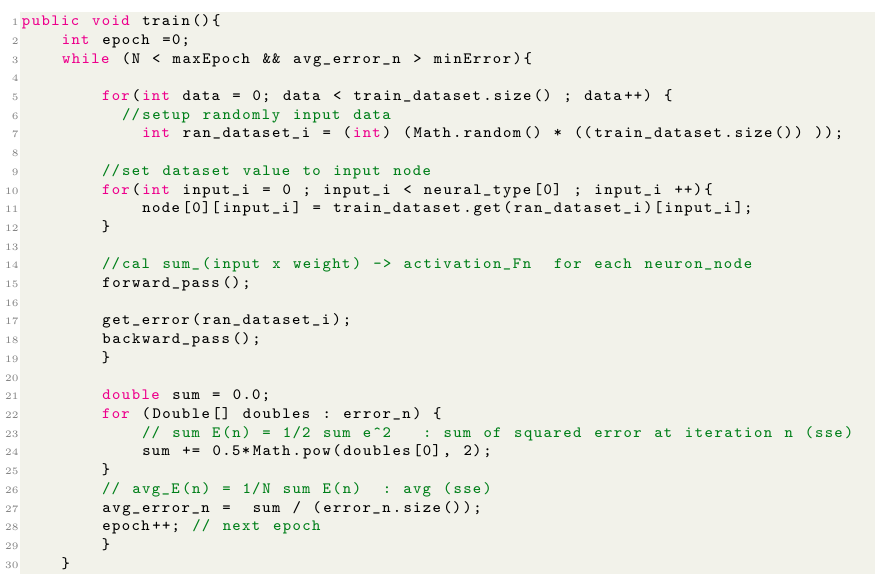 1 public void train(){
2     int epoch =0;
3     while (N < maxEpoch && avg_error_n > minError){
4
5         for(int data = 0; data < train_dataset.size() ; data++) {
6           //setup randomly input data
7             int ran_dataset_i = (int) (Math.random() * ((train_dataset.size()) ));
8
9         //set dataset value to input node
10         for(int input_i = 0 ; input_i < neural_type[0] ; input_i ++){
11             node[0][input_i] = train_dataset.get(ran_dataset_i)[input_i];
12         }
13
14         //cal sum_(input x weight) -> activation_Fn  for each neuron_node
15         forward_pass();
16
17         get_error(ran_dataset_i);
18         backward_pass();
19         }
20
21         double sum = 0.0;
22         for (Double[] doubles : error_n) {
23             // sum E(n) = 1/2 sum e^2   : sum of squared error at iteration n (sse)
24             sum += 0.5*Math.pow(doubles[0], 2);
25         }
26         // avg_E(n) = 1/N sum E(n)  : avg (sse)
27         avg_error_n =  sum / (error_n.size());
28         epoch++; // next epoch
29         }
30     }